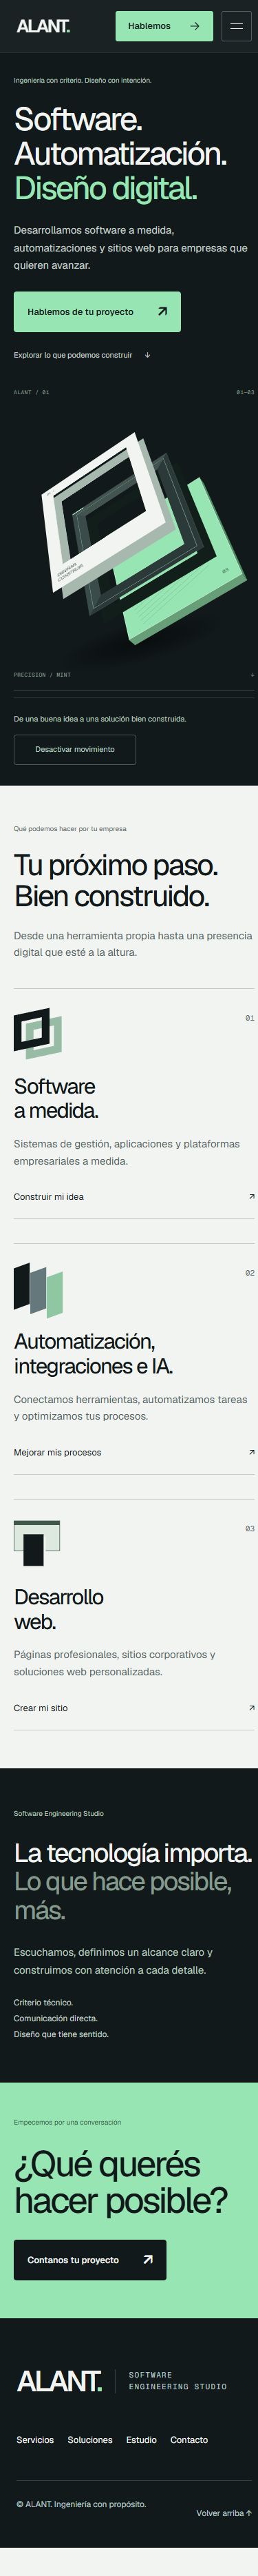 ALANT.
Hablemos →
Ingeniería con criterio. Diseño con intención.
Software.
Automatización.
Diseño digital.
Desarrollamos software a medida,
automatizaciones y sitios web para empresas que
quieren avanzar.
Hablemos de tu proyecto
Explorar lo que podemos construir ↓
ALANT / 01
01—03
03
PRECISION / MINT
De una buena idea a una solución bien construida.
Desactivar movimiento
Qué podemos hacer por tu empresa
Tu próximo paso.
Bien construido.
Desde una herramienta propia hasta una presencia
digital que esté a la altura.
01
Software
a medida.
Sistemas de gestión, aplicaciones y plataformas
empresariales a medida.
Construir mi idea ↗
02
Automatización,
integraciones e IA.
Conectamos herramientas, automatizamos tareas
y optimizamos tus procesos.
Mejorar mis procesos ↗
03
Desarrollo
web.
Páginas profesionales, sitios corporativos y
soluciones web personalizadas.
Crear mi sitio ↗
Software Engineering Studio
La tecnología importa.
Lo que hace posible,
más.
Escuchamos, definimos un alcance claro y
construimos con atención a cada detalle.
Criterio técnico.
Comunicación directa.
Diseño que tiene sentido.
Empecemos por una conversación
¿Qué querés
hacer posible?
Contanos tu proyecto
ALANT.
SOFTWARE
ENGINEERING STUDIO
Servicios Soluciones Estudio Contacto
© ALANT. Ingeniería con propósito.
Volver arriba ↑